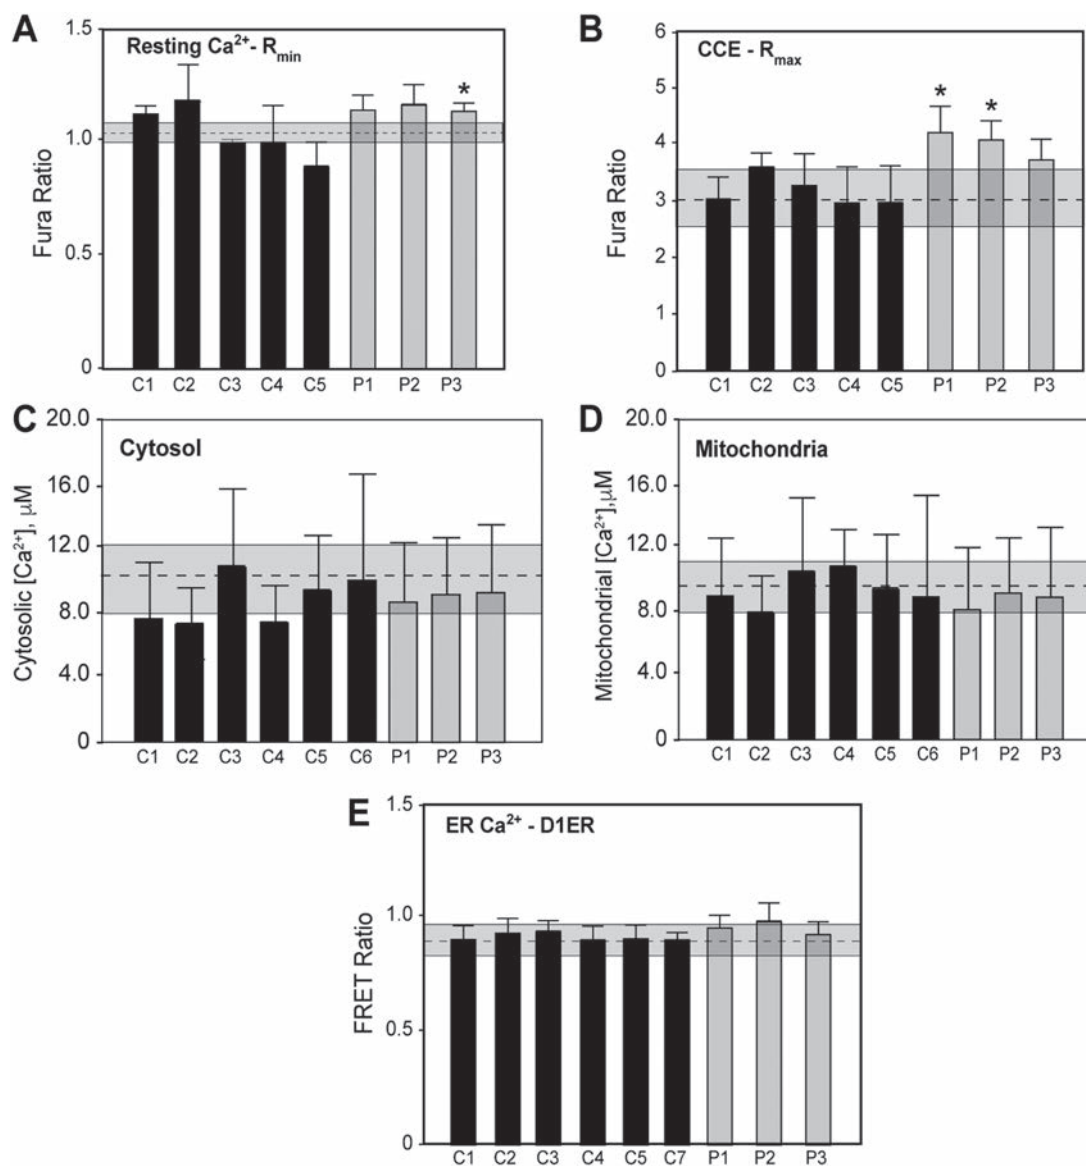 A
Resting Ca²⁺- Rmin
Fura Ratio
1.5
1.0
0.5
0
*
C1 C2 C3 C4 C5 P1 P2 P3
B
CCE - Rmax
Fura Ratio
6
5
4
3
2
1
0
* *
C1 C2 C3 C4 C5 P1 P2 P3
C
Cytosol
Cytosolic [Ca²⁺], μM
20.0
16.0
12.0
8.0
4.0
0
C1 C2 C3 C4 C5 C6 P1 P2 P3
D
Mitochondria
Mitochondrial [Ca²⁺],μM
20.0
16.0
12.0
8.0
4.0
0
C1 C2 C3 C4 C5 C6 P1 P2 P3
E
ER Ca²⁺ - D1ER
FRET Ratio
1.5
1.0
0.5
0
C1 C2 C3 C4 C5 C7 P1 P2 P3